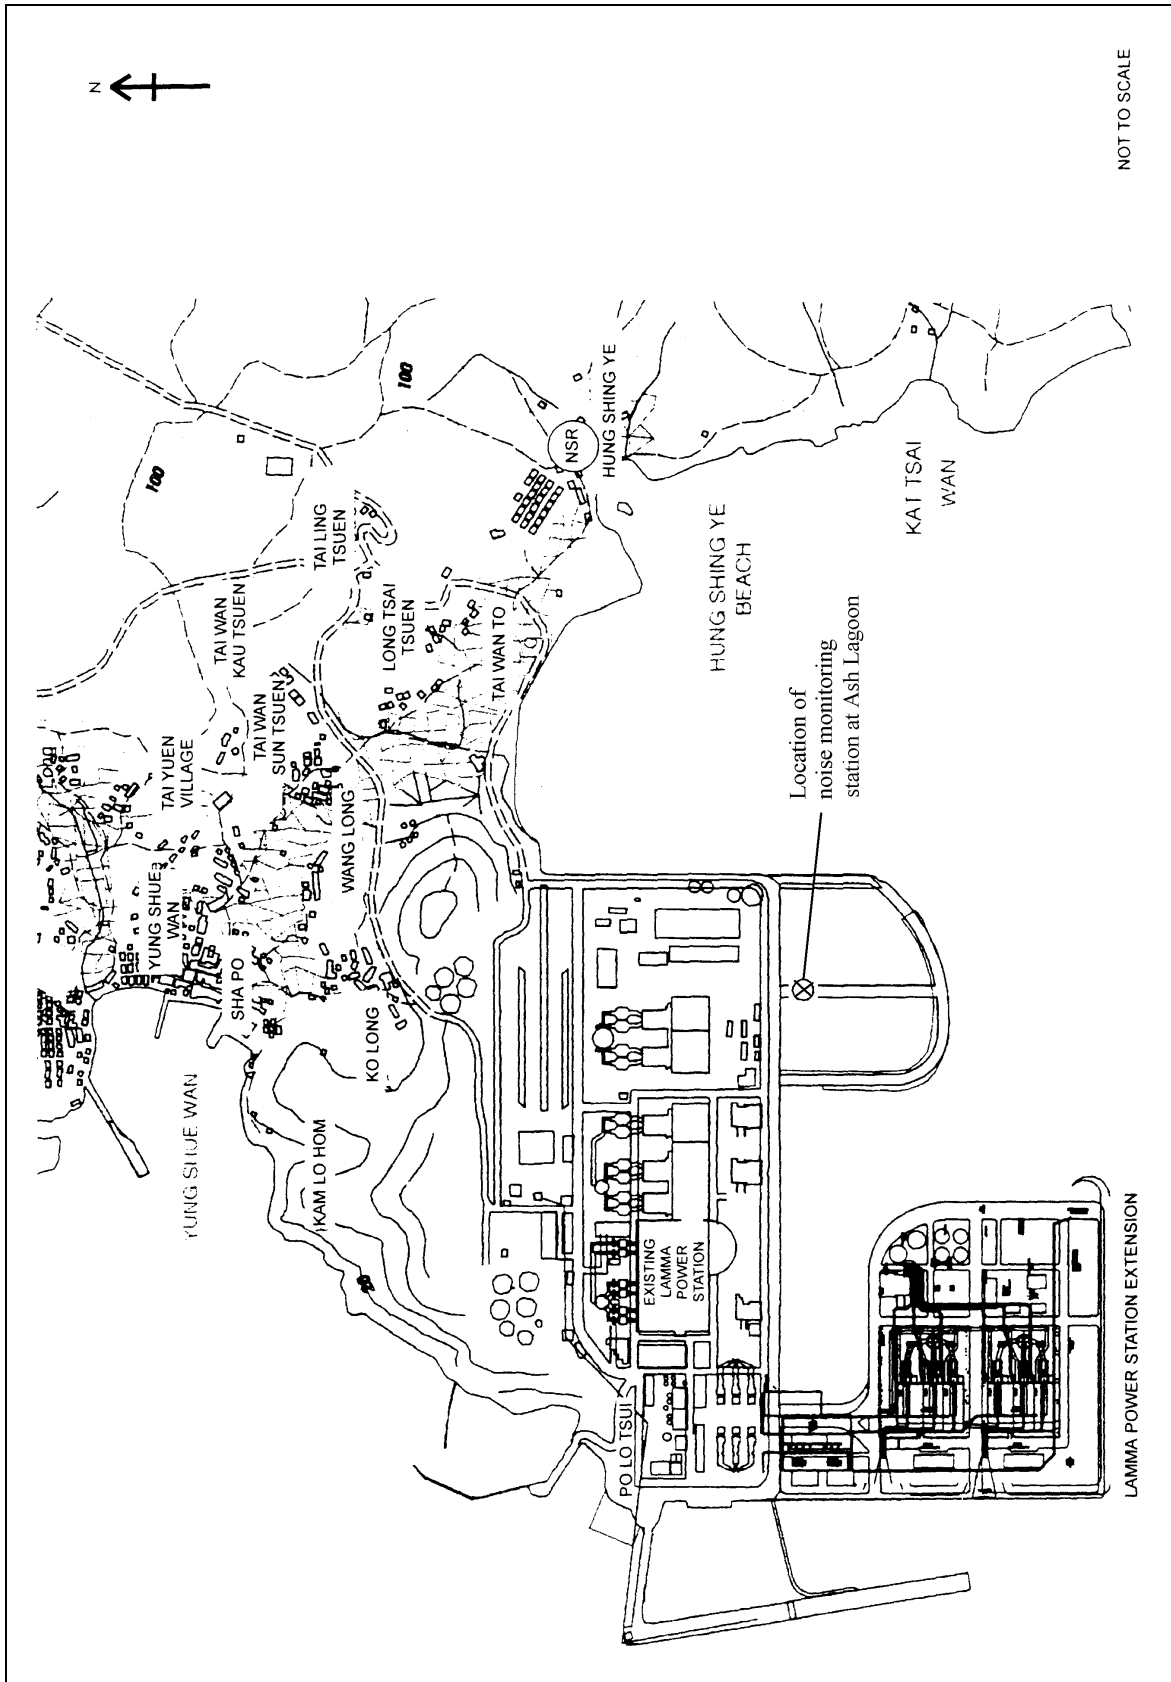 N
100
YUNG SHUE WAN
YUNG SHUE
WAN
TAI YUEN
VILLAGE
TAI WAN
KAU TSUEN
SHA PO
TAI WAN
SUN TSUEN
KAM LO HOM
WANG LONG
TAI LING
TSUEN
KO LONG
LONG TSAI
TSUEN
100
TAI WAN TO
NSR
HUNG SHING YE
PO LO TSUI
EXISTING
LAMMA
POWER
STATION
HUNG SHING YE
BEACH
Location of
noise monitoring
station at Ash Lagoon
KAI TSAI
WAN
LAMMA POWER STATION EXTENSION
NOT TO SCALE